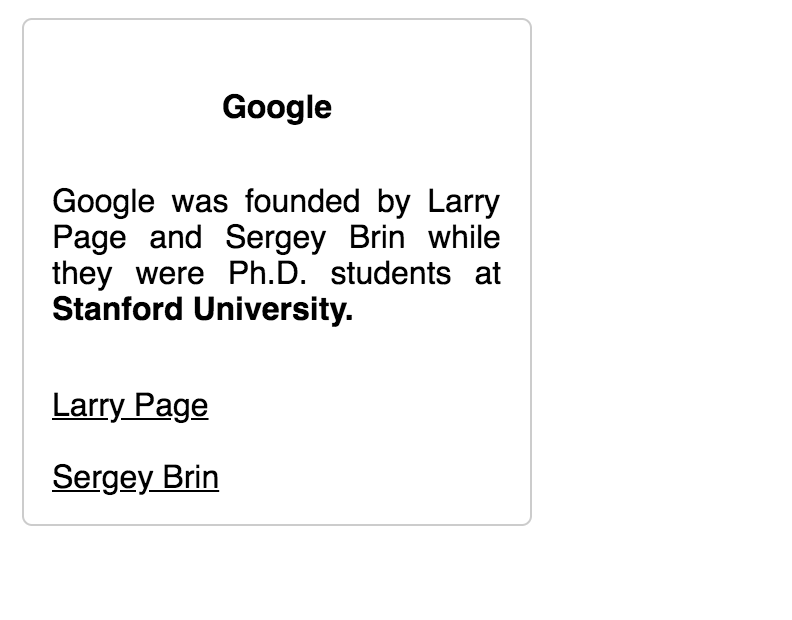 Google
Google was founded by Larry
Page and Sergey Brin while
they were Ph.D. students at
Stanford University.
Larry Page
Sergey Brin